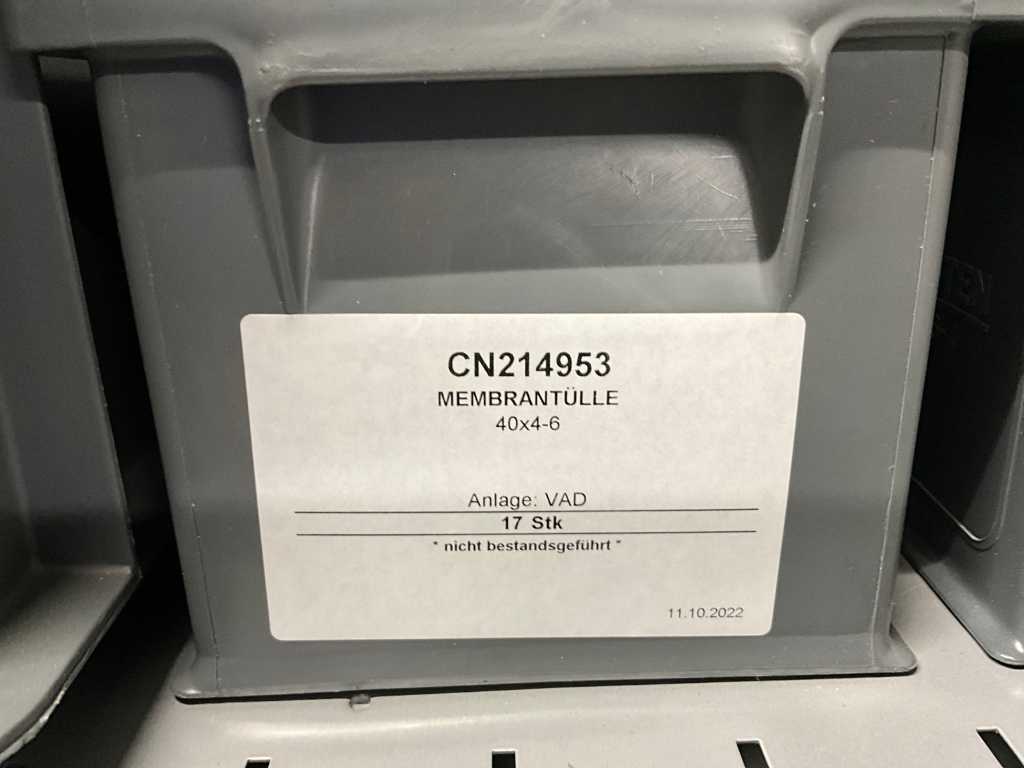 CN214953
MEMBRANTÜLLE
40x4-6
Anlage: VAD
17 Stk
* nicht bestandsgeführt *
11.10.2022